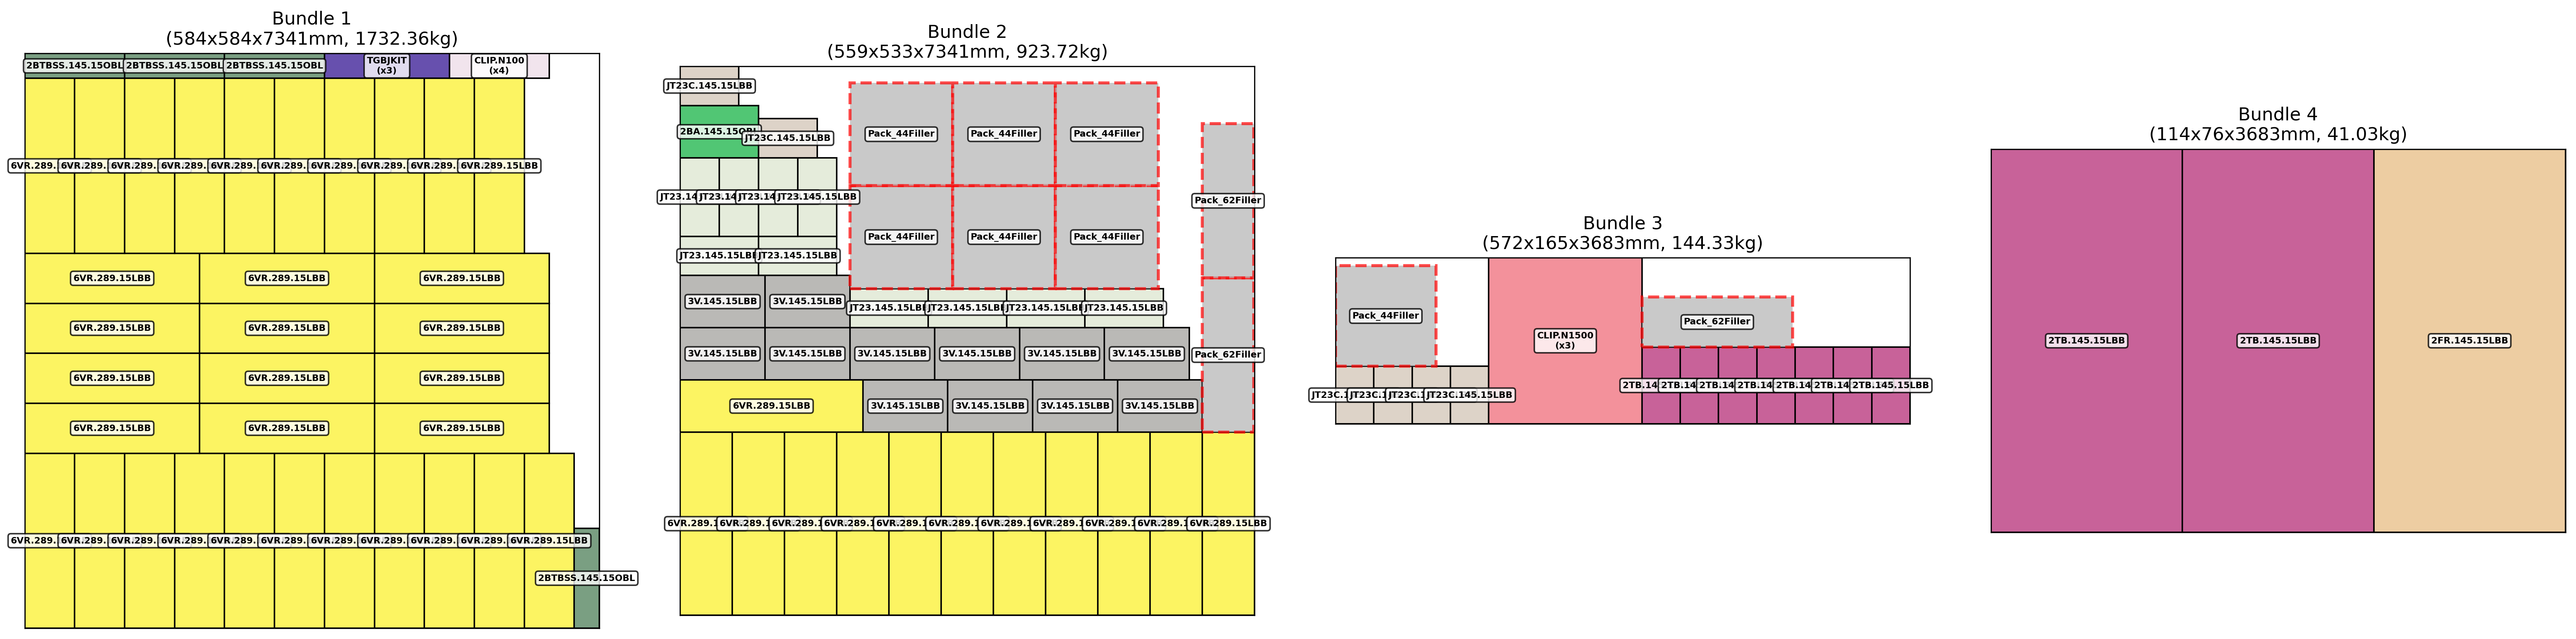 Bundle 1
(584x584x7341mm, 1732.36kg)
2BTBSS.145.15OBL 2BTBSS.145.15OBL 2BTBSS.145.15OBL TGBJKIT
(x3) CLIP.N100
(x4)
6VR.289. 6VR.289. 6VR.289. 6VR.289. 6VR.289. 6VR.289. 6VR.289. 6VR.289. 6VR.289. 6VR.289.15LBB
6VR.289.15LBB 6VR.289.15LBB 6VR.289.15LBB
6VR.289.15LBB 6VR.289.15LBB 6VR.289.15LBB
6VR.289.15LBB 6VR.289.15LBB 6VR.289.15LBB
6VR.289.15LBB 6VR.289.15LBB 6VR.289.15LBB
6VR.289. 6VR.289. 6VR.289. 6VR.289. 6VR.289. 6VR.289. 6VR.289. 6VR.289. 6VR.289. 6VR.289. 6VR.289.15LBB
2BTBSS.145.15OBL
Bundle 2
(559x533x7341mm, 923.72kg)
JT23C.145.15LBB
2BA.145.15OBL JT23C.145.15LBB
Pack_44Filler Pack_44Filler Pack_44Filler
JT23.14 JT23.14 JT23.14 JT23.145.15LBB
Pack_62Filler
Pack_44Filler Pack_44Filler Pack_44Filler
JT23.145.15LBB JT23.145.15LBB
3V.145.15LBB 3V.145.15LBB JT23.145.15LBB JT23.145.15LBB JT23.145.15LBB JT23.145.15LBB
3V.145.15LBB 3V.145.15LBB 3V.145.15LBB 3V.145.15LBB 3V.145.15LBB 3V.145.15LBB Pack_62Filler
6VR.289.15LBB 3V.145.15LBB 3V.145.15LBB 3V.145.15LBB 3V.145.15LBB
6VR.289.1 6VR.289.1 6VR.289.1 6VR.289.1 6VR.289.1 6VR.289.1 6VR.289.1 6VR.289.1 6VR.289.1 6VR.289.1 6VR.289.15LBB
Bundle 3
(572x165x3683mm, 144.33kg)
Pack_44Filler
CLIP.N1500
(x3)
Pack_62Filler
JT23C.1 JT23C.1 JT23C.1 JT23C.145.15LBB
2TB.14 2TB.14 2TB.14 2TB.14 2TB.14 2TB.14 2TB.145.15LBB
Bundle 4
(114x76x3683mm, 41.03kg)
2TB.145.15LBB 2TB.145.15LBB 2FR.145.15LBB